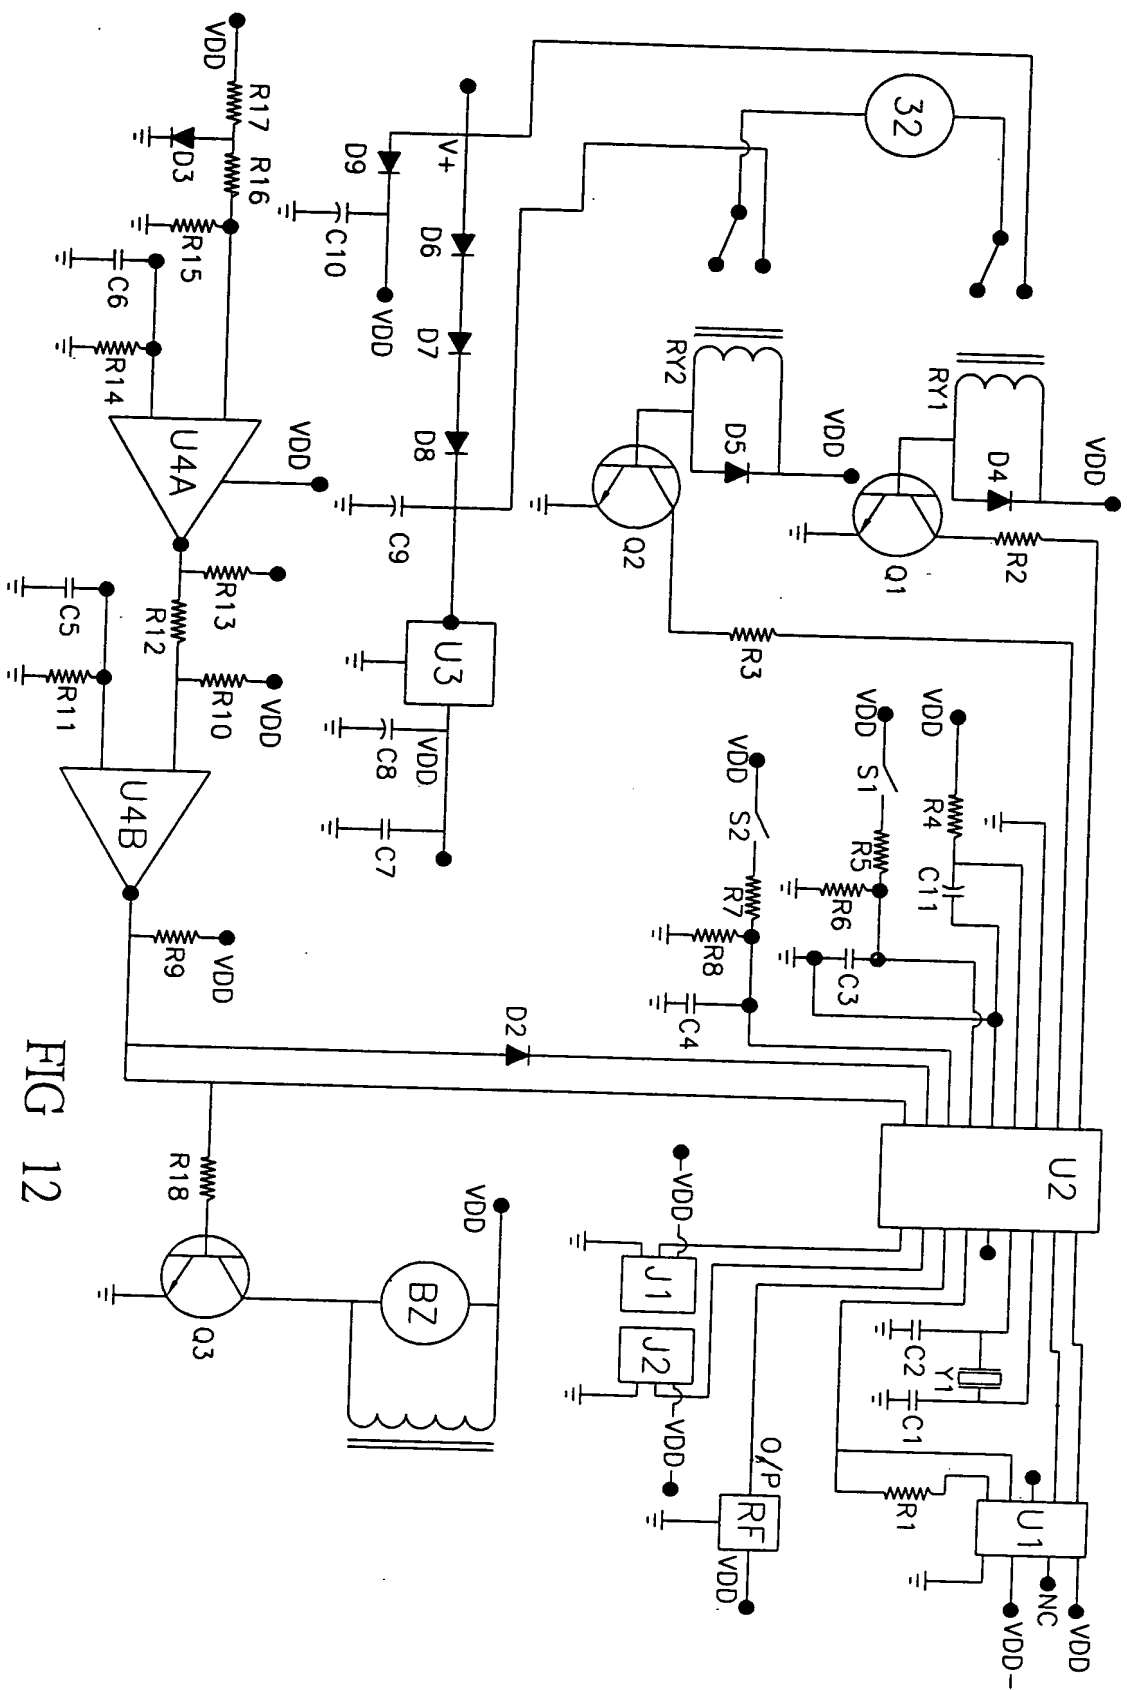 VDD
R17
D3
R16
R15
C6
R14
U4A
VDD
R13
R12
C5
R11
R10
VDD
U4B
R9
VDD
V+
D9
C10
VDD
D6
D7
D8
C9
U3
C8
VDD
C7
32
RY2
D5
VDD
Q2
RY1
D4
VDD
Q1
R2
R3
VDD
S2
R7
R8
C4
VDD
S1
R5
R6
C3
VDD
R4
C11
D2
U2
R18
Q3
VDD
BZ
VDD
J1
J2
VDD
O/P
RF
VDD
C2
Y1
C1
R1
U1
NC
VDD
VDD-
FIG 12